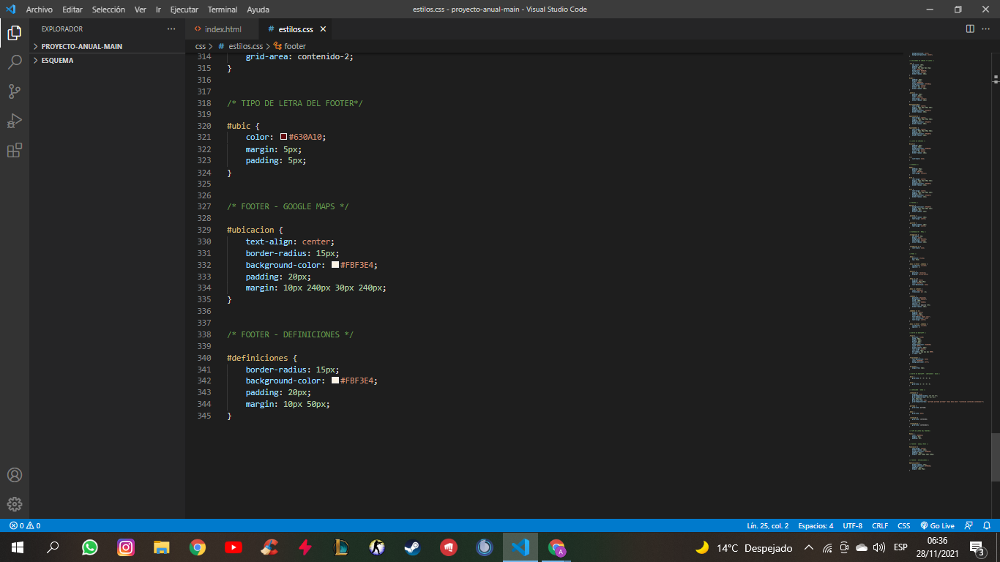 Archivo Editar Selección Ver Ir Ejecutar Terminal Ayuda
estilos.css - proyecto-anual-main - Visual Studio Code
EXPLORADOR
PROYECTO-ANUAL-MAIN
ESQUEMA
<> index.html
# estilos.css
css > # estilos.css > footer
314 grid-area: contenido-2;
315 }
316
317
318 /* TIPO DE LETRA DEL FOOTER*/
319
320 #ubic {
321 color: #630A10;
322 margin: 5px;
323 padding: 5px;
324 }
325
326
327 /* FOOTER - GOOGLE MAPS */
328
329 #ubicacion {
330 text-align: center;
331 border-radius: 15px;
332 background-color: #FBF3E4;
333 padding: 20px;
334 margin: 10px 240px 30px 240px;
335 }
336
337
338 /* FOOTER - DEFINICIONES */
339
340 #definiciones {
341 border-radius: 15px;
342 background-color: #FBF3E4;
343 padding: 20px;
344 margin: 10px 50px;
345 }
0 0
Lín. 25, col. 2 Espacios: 4 UTF-8 CRLF CSS Go Live
14°C Despejado
ESP
06:36
28/11/2021
3
A